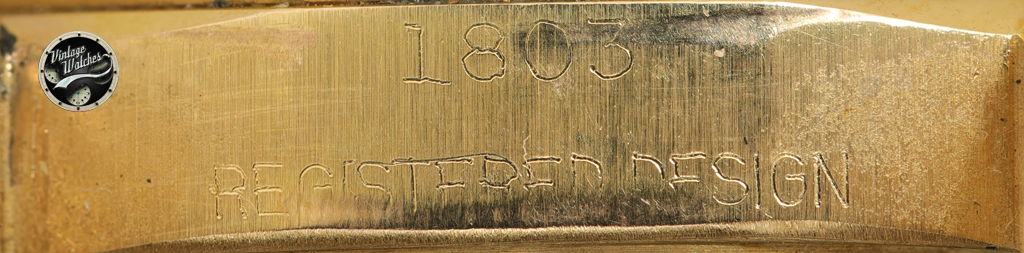 Vintage
Watches
1803
REGISTERED DESIGN